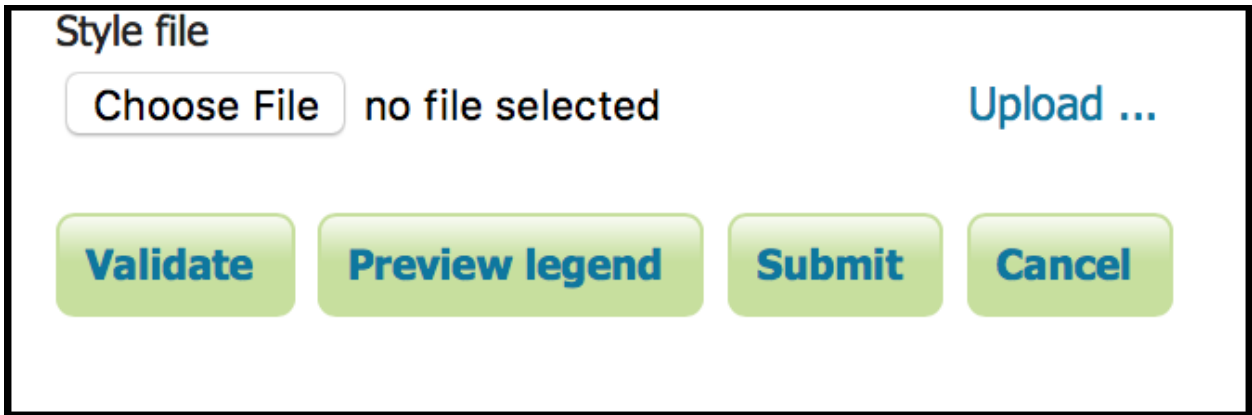 Style file
Choose File no file selected Upload ...
Validate Preview legend Submit Cancel